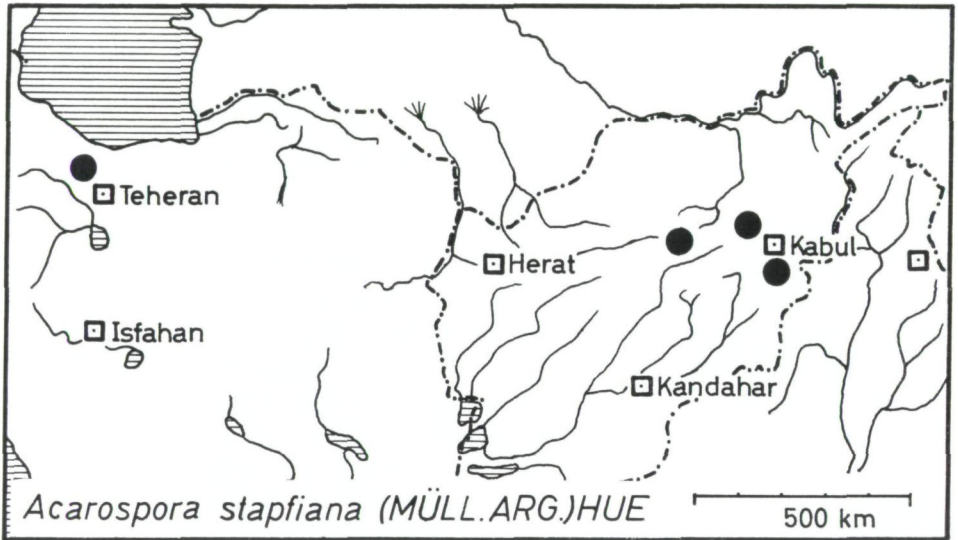 Teheran
Kabul
Herat
Isfahan
Kandahar
Acarospora stapfiana (MÜLL.ARG.)HUE
500 km